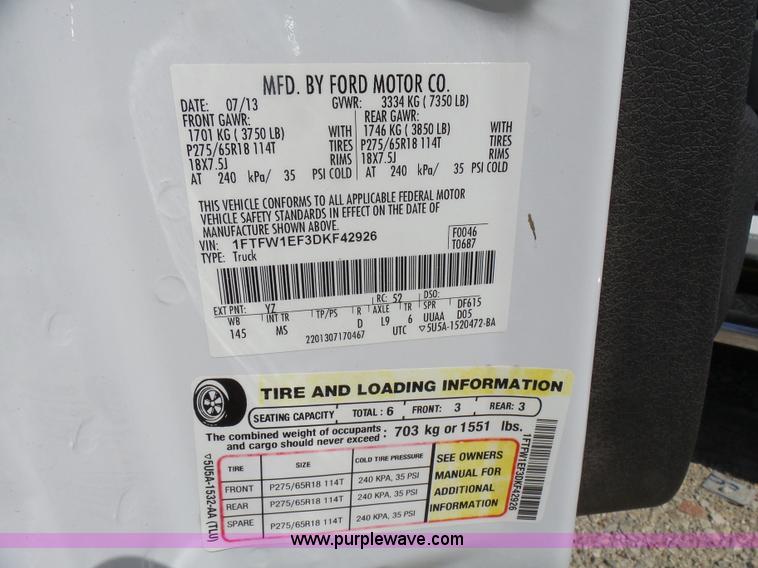 MFD. BY FORD MOTOR CO.
DATE: 07/13 GVWR: 3334 KG ( 7350 LB)
FRONT GAWR: REAR GAWR:
1701 KG ( 3750 LB) WITH 1746 KG ( 3850 LB) WITH
P275/65R18 114T TIRES P275/65R18 114T TIRES
18X7.5J RIMS 18X7.5J RIMS
AT 240 kPa/ 35 PSI COLD AT 240 kPa/ 35 PSI COLD
THIS VEHICLE CONFORMS TO ALL APPLICABLE FEDERAL MOTOR
VEHICLE SAFETY STANDARDS IN EFFECT ON THE DATE OF
MANUFACTURE SHOWN ABOVE.
VIN: 1FTFW1EF3DKF42926 F0046
TYPE: Truck T0687
EXT PNT: YZ RC: 52 DSO:
WB INT TR TP/PS R AXLE TR SPR DF615
145 MS D L9 6 UUAA D05
2201307170467 UTC ▽5U5A-1520472-BA
TIRE AND LOADING INFORMATION
SEATING CAPACITY TOTAL : 6 FRONT: 3 REAR: 3
The combined weight of occupants and cargo should never exceed : 703 kg or 1551 lbs.
TIRE SIZE COLD TIRE PRESSURE
FRONT P275/65R18 114T 240 KPA, 35 PSI
REAR P275/65R18 114T 240 KPA, 35 PSI
SPARE P275/65R18 114T 240 KPA, 35 PSI
SEE OWNERS
MANUAL FOR
ADDITIONAL
INFORMATION
▽5U5A-1532-AA (TLU)
1FTFW1EF3DKF42926
www.purplewave.com